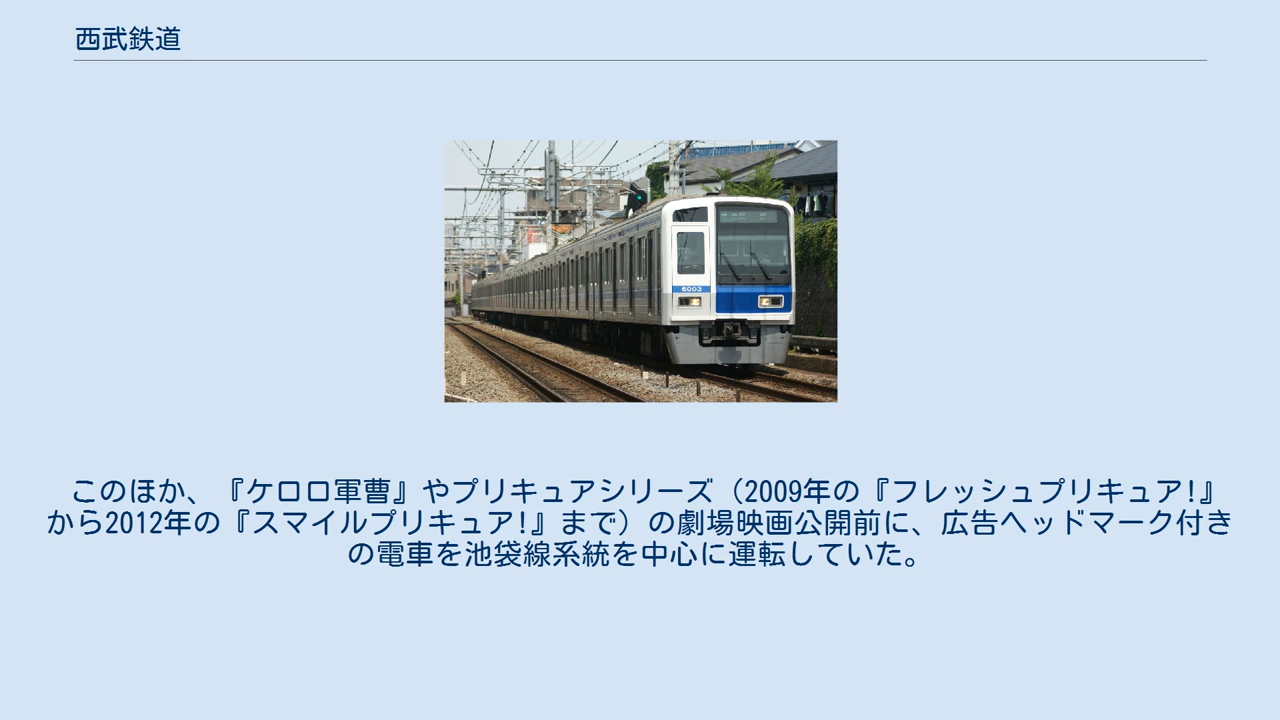 西武鉄道
6003
このほか、『ケロロ軍曹』やプリキュアシリーズ（2009年の『フレッシュプリキュア!』
から2012年の『スマイルプリキュア!』まで）の劇場映画公開前に、広告ヘッドマーク付き
の電車を池袋線系統を中心に運転していた。